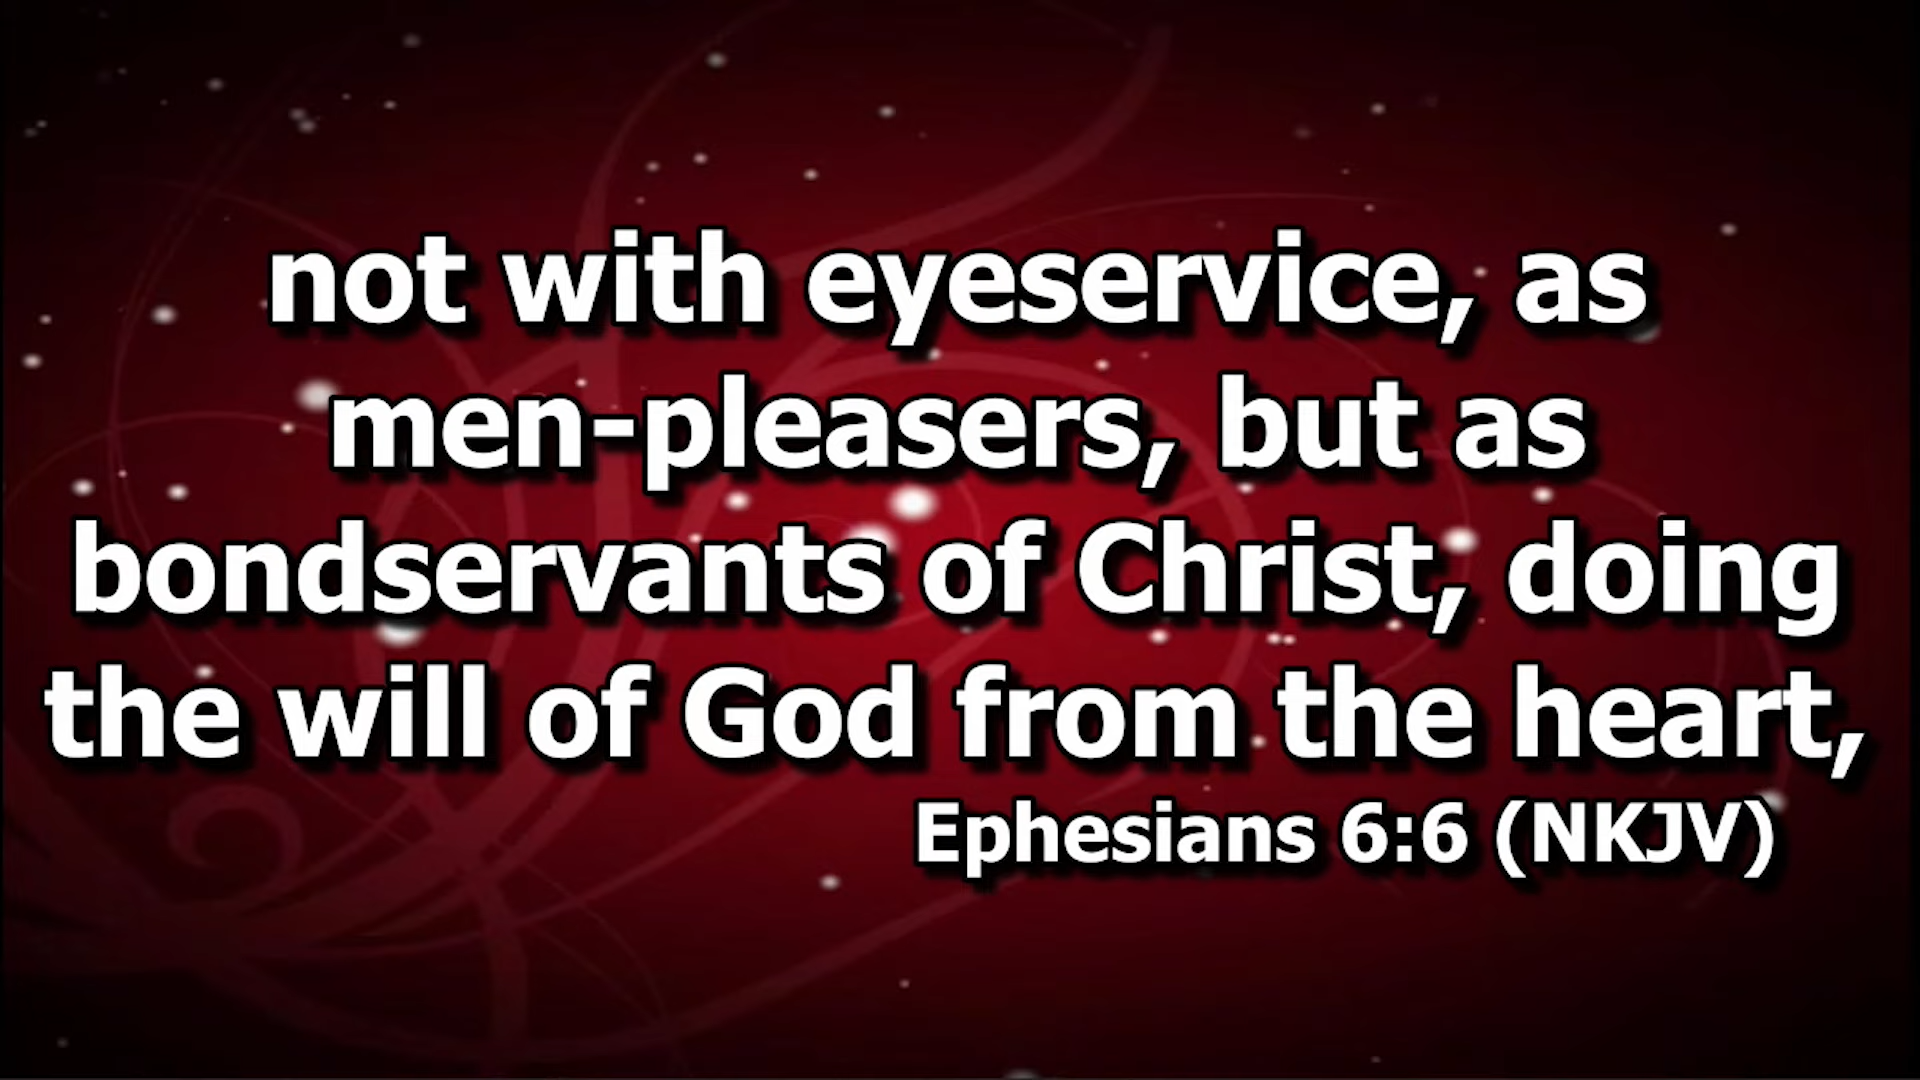 not with eyeservice, as
men-pleasers, but as
bondservants of Christ, doing
the will of God from the heart,
Ephesians 6:6 (NKJV)